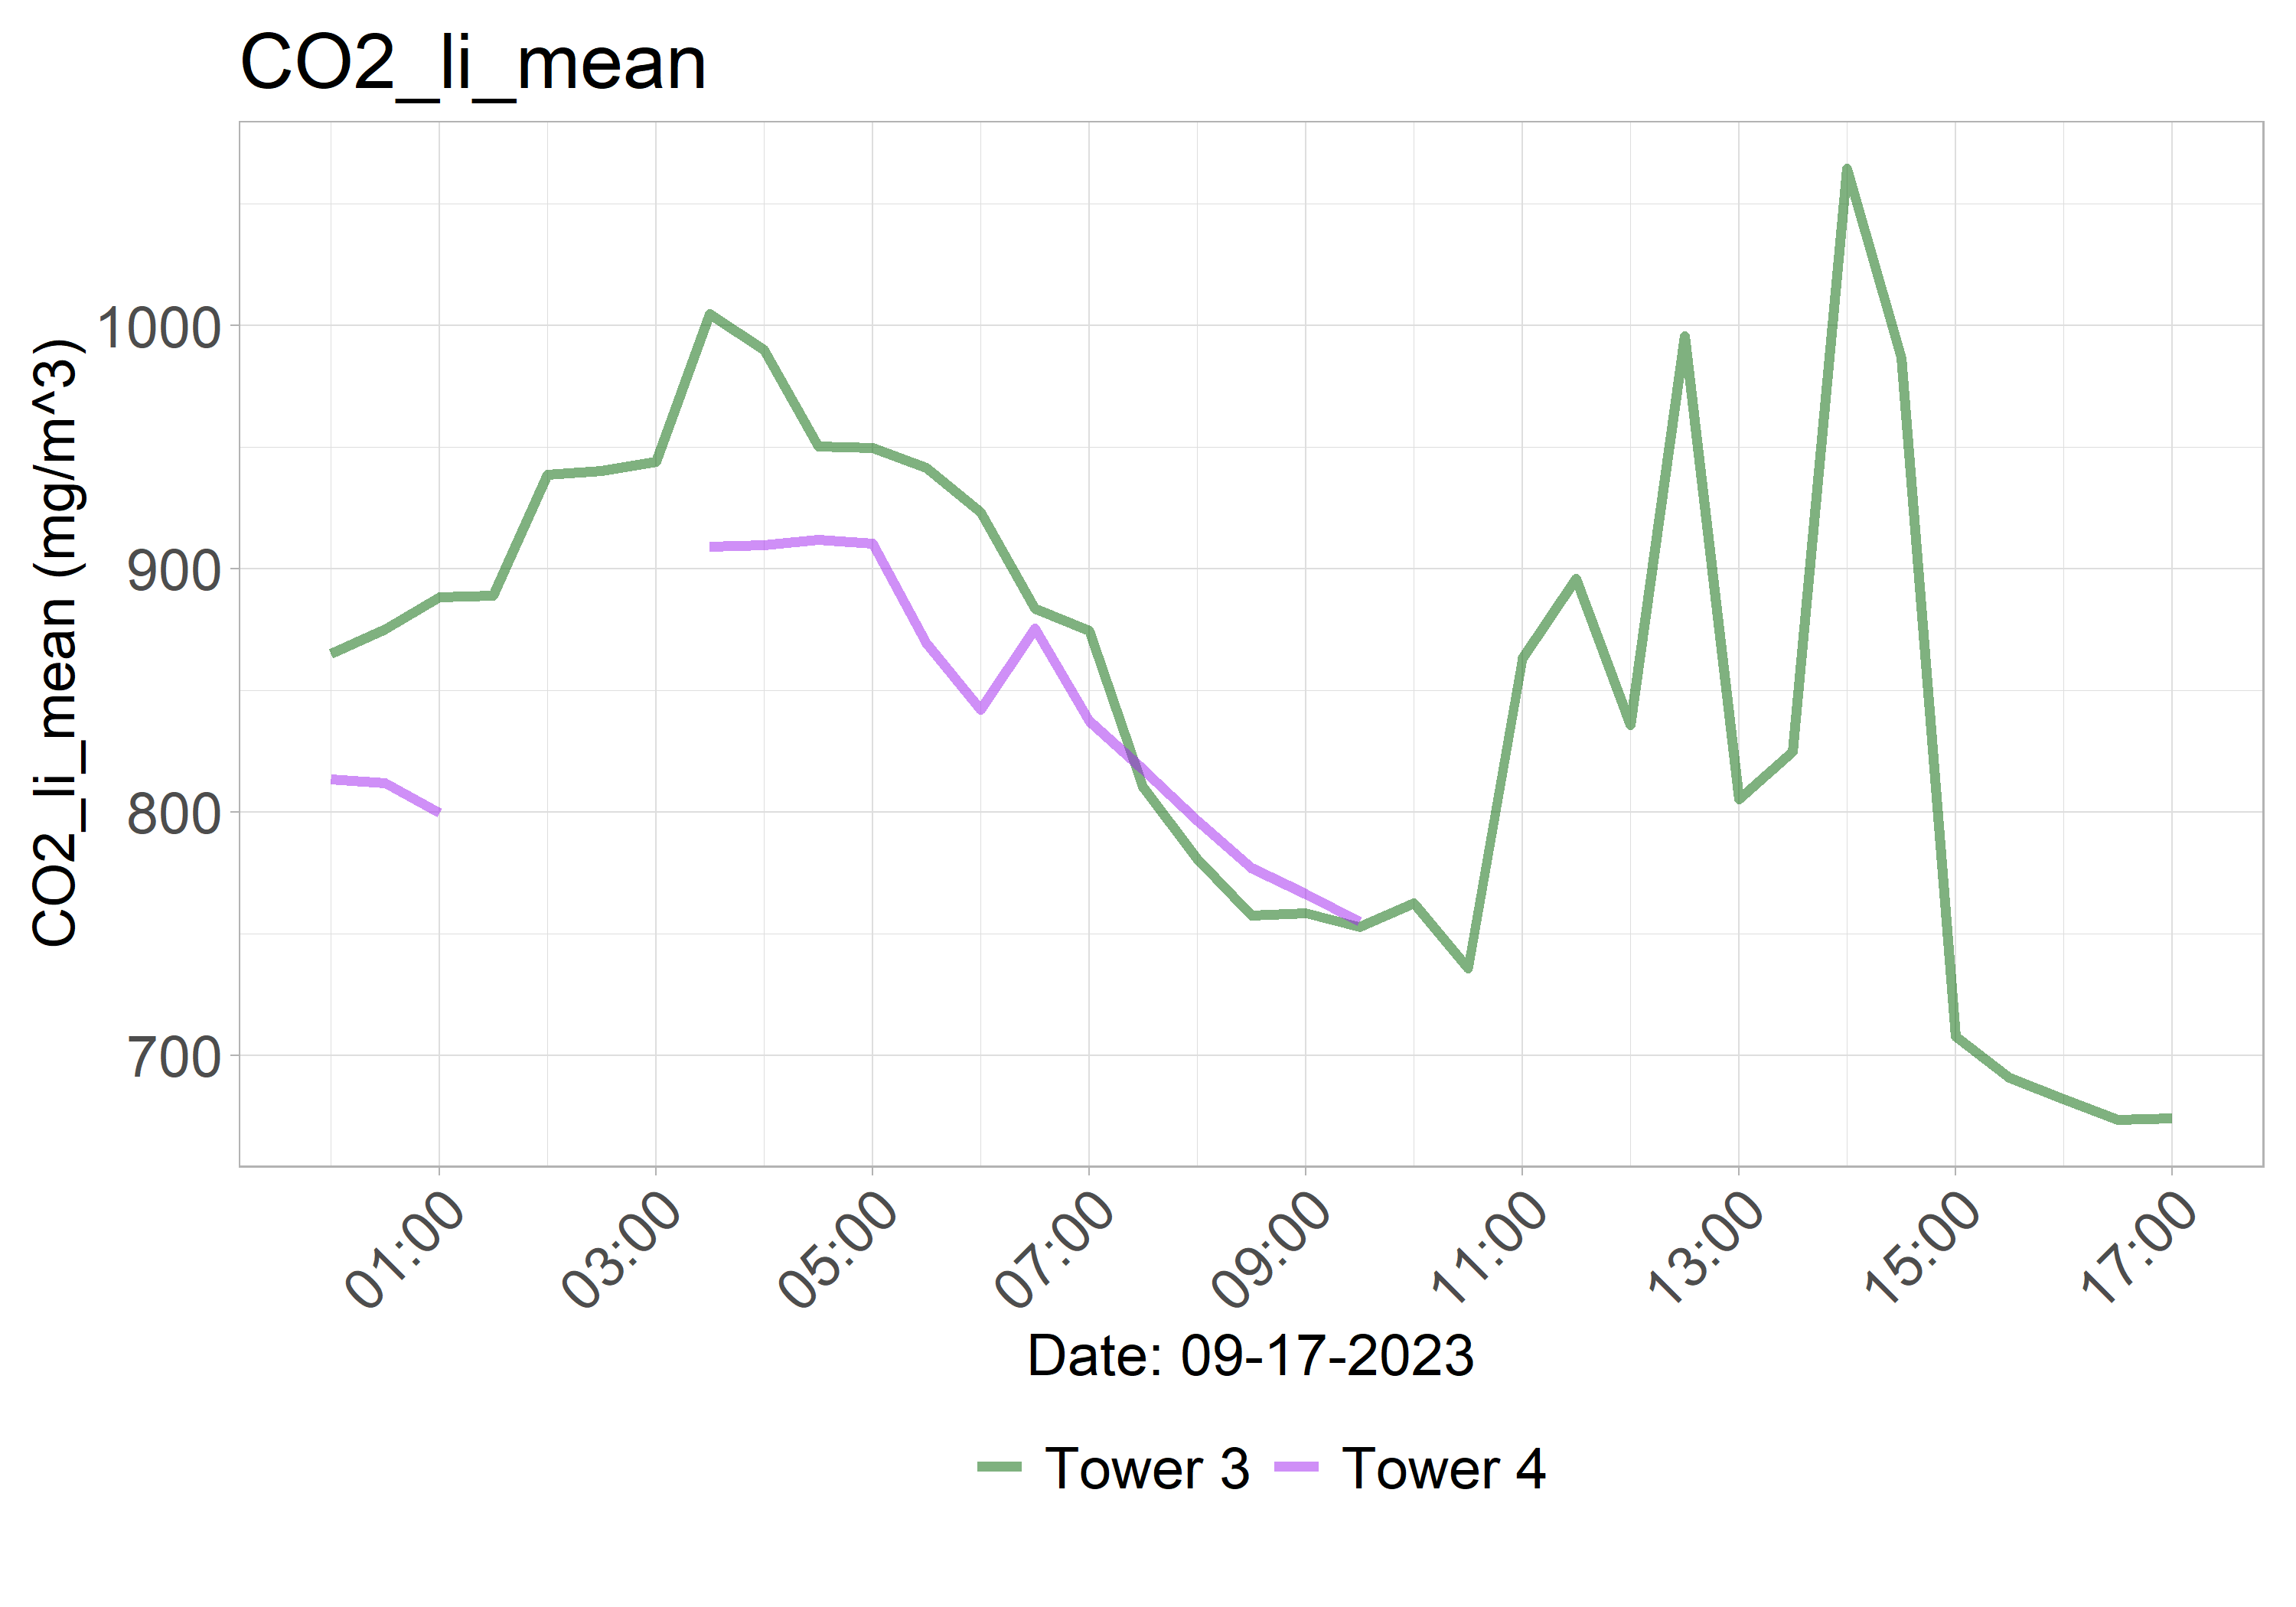 CO2_li_mean
CO2_li_mean (mg/m^3)
1000
900
800
700
01:00 03:00 05:00 07:00 09:00 11:00 13:00 15:00 17:00
Date: 09-17-2023
Tower 3 Tower 4